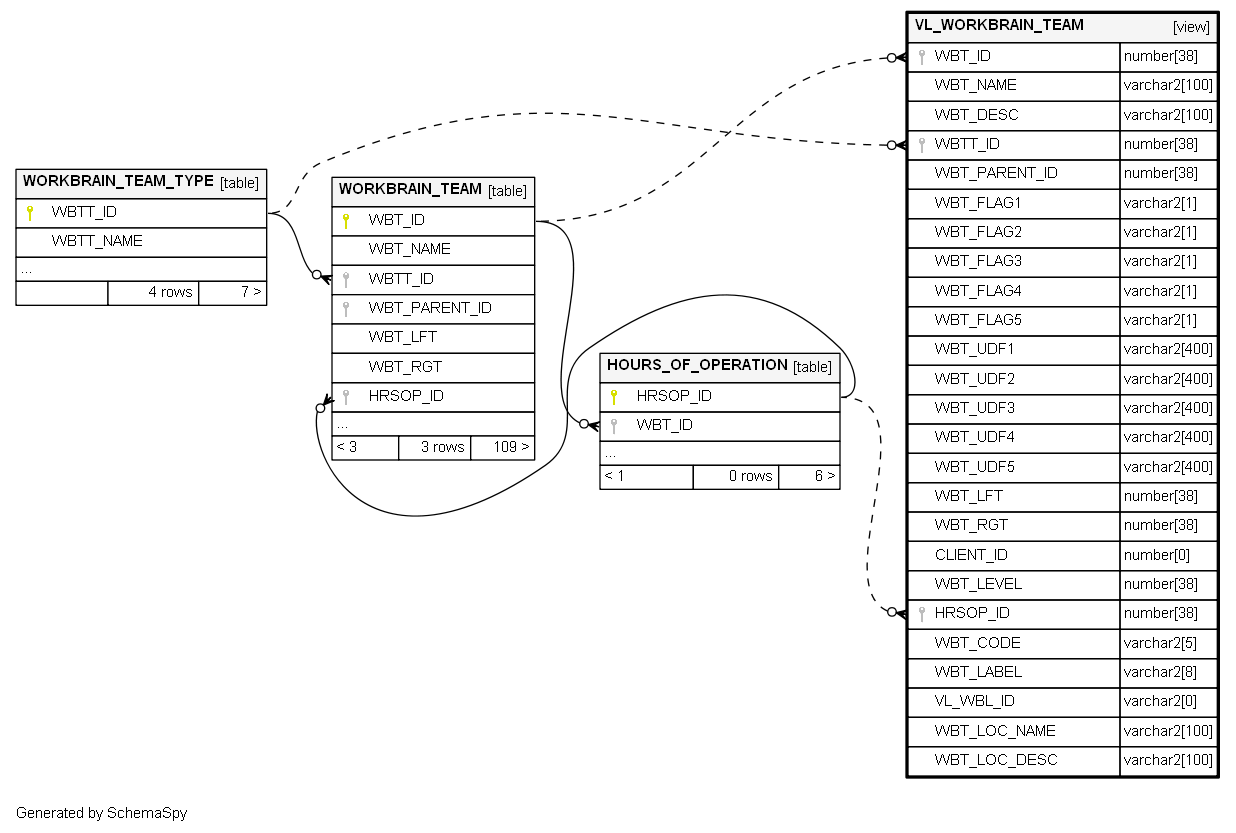 VL_WORKBRAIN_TEAM [view]
WBT_ID number[38]
WBT_NAME varchar2[100]
WBT_DESC varchar2[100]
WBTT_ID number[38]
WBT_PARENT_ID number[38]
WBT_FLAG1 varchar2[1]
WBT_FLAG2 varchar2[1]
WBT_FLAG3 varchar2[1]
WBT_FLAG4 varchar2[1]
WBT_FLAG5 varchar2[1]
WBT_UDF1 varchar2[400]
WBT_UDF2 varchar2[400]
WBT_UDF3 varchar2[400]
WBT_UDF4 varchar2[400]
WBT_UDF5 varchar2[400]
WBT_LFT number[38]
WBT_RGT number[38]
CLIENT_ID number[0]
WBT_LEVEL number[38]
HRSOP_ID number[38]
WBT_CODE varchar2[5]
WBT_LABEL varchar2[8]
VL_WBL_ID varchar2[0]
WBT_LOC_NAME varchar2[100]
WBT_LOC_DESC varchar2[100]
WORKBRAIN_TEAM_TYPE [table]
WBTT_ID
WBTT_NAME
...
4 rows 7 >
WORKBRAIN_TEAM [table]
WBT_ID
WBT_NAME
WBTT_ID
WBT_PARENT_ID
WBT_LFT
WBT_RGT
HRSOP_ID
...
< 3 3 rows 109 >
HOURS_OF_OPERATION [table]
HRSOP_ID
WBT_ID
...
< 1 0 rows 6 >
Generated by SchemaSpy